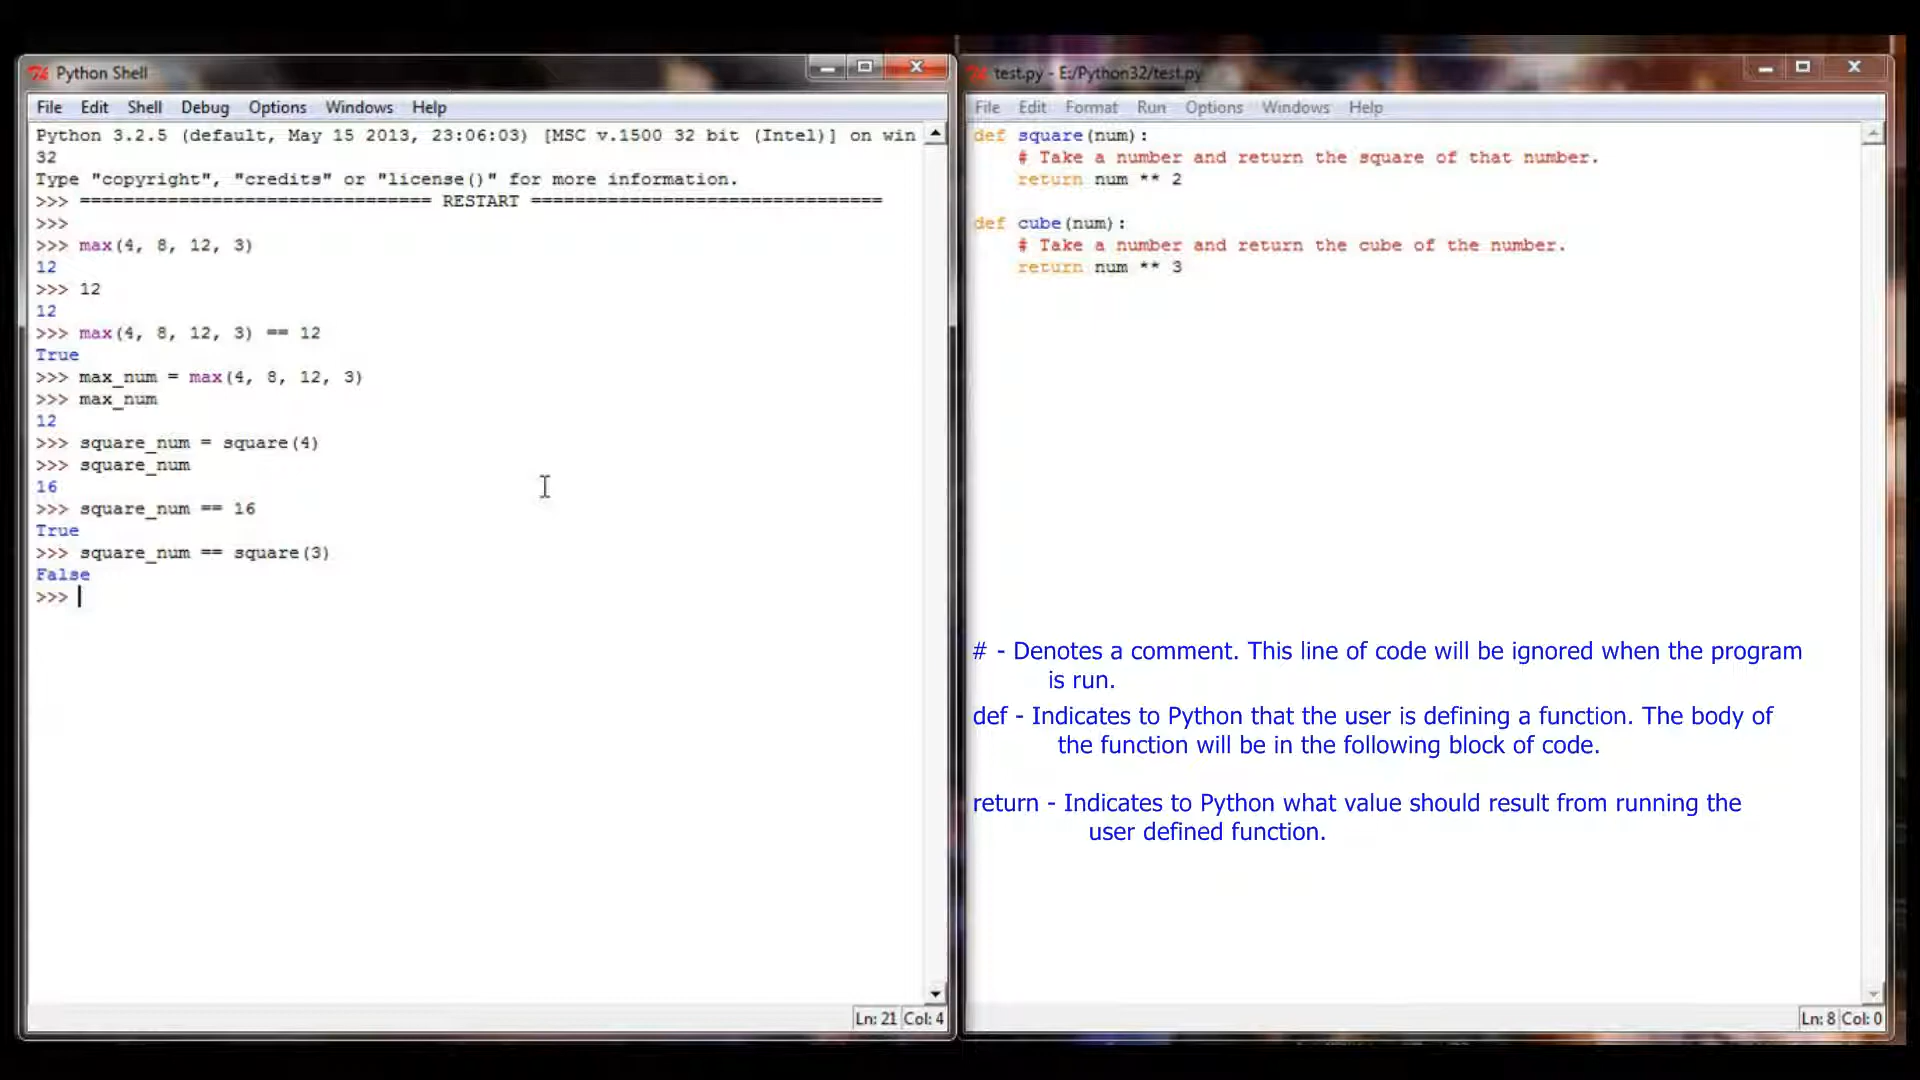 Python Shell
File Edit Shell Debug Options Windows Help
Python 3.2.5 (default, May 15 2013, 23:06:03) [MSC v.1500 32 bit (Intel)] on win
32
Type "copyright", "credits" or "license()" for more information.
>>> ================================ RESTART ================================
>>>
>>> max(4, 8, 12, 3)
12
>>> 12
12
>>> max(4, 8, 12, 3) == 12
True
>>> max_num = max(4, 8, 12, 3)
>>> max_num
12
>>> square_num = square(4)
>>> square_num
16
>>> square_num == 16
True
>>> square_num == square(3)
False
>>>
Ln: 21 Col: 4
test.py - E:/Python32/test.py
File Edit Format Run Options Windows Help
def square(num):
# Take a number and return the square of that number.
return num ** 2
def cube(num):
# Take a number and return the cube of the number.
return num ** 3
# - Denotes a comment. This line of code will be ignored when the program
is run.
def - Indicates to Python that the user is defining a function. The body of
the function will be in the following block of code.
return - Indicates to Python what value should result from running the
user defined function.
Ln: 8 Col: 0